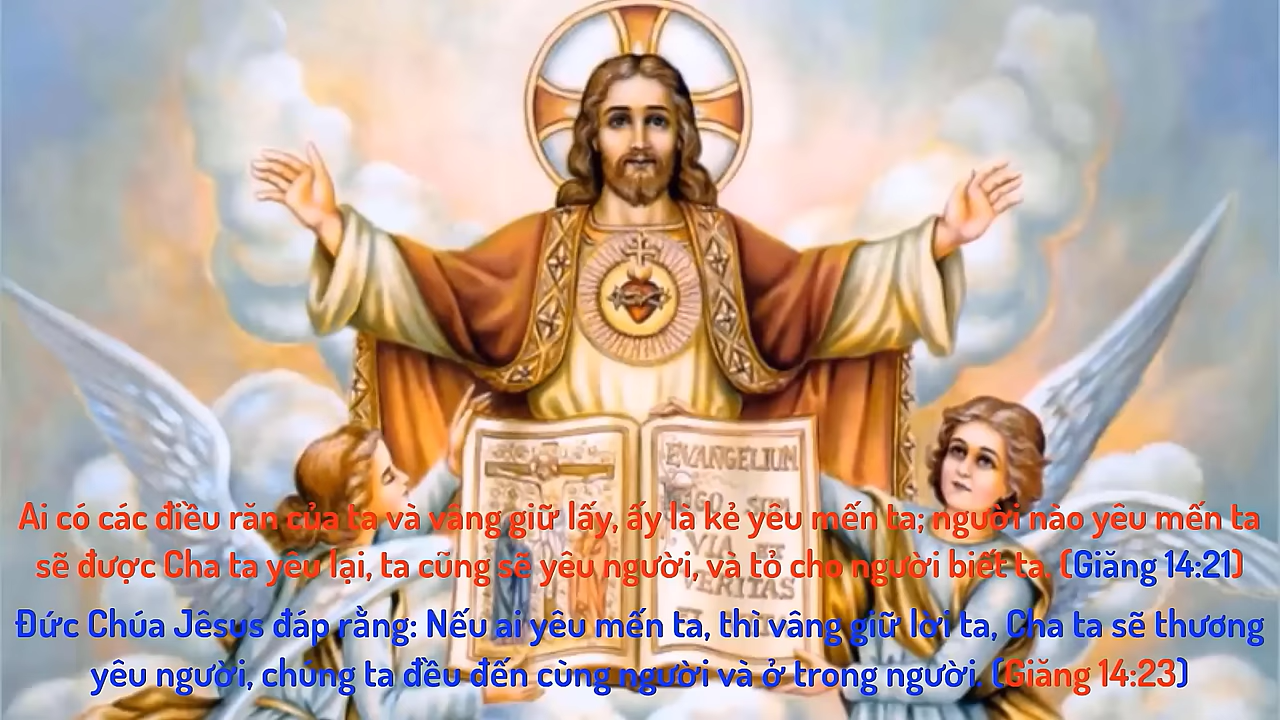 EVANGELIUM
EGO SUM
VIA ET
VERITAS
Ai có các điều răn của ta và vâng giữ lấy, ấy là kẻ yêu mến ta; người nào yêu mến ta
sẽ được Cha ta yêu lại, ta cũng sẽ yêu người, và tỏ cho người biết ta. (Giăng 14:21)
Đức Chúa Jêsus đáp rằng: Nếu ai yêu mến ta, thì vâng giữ lời ta, Cha ta sẽ thương
yêu người, chúng ta đều đến cùng người và ở trong người. (Giăng 14:23)